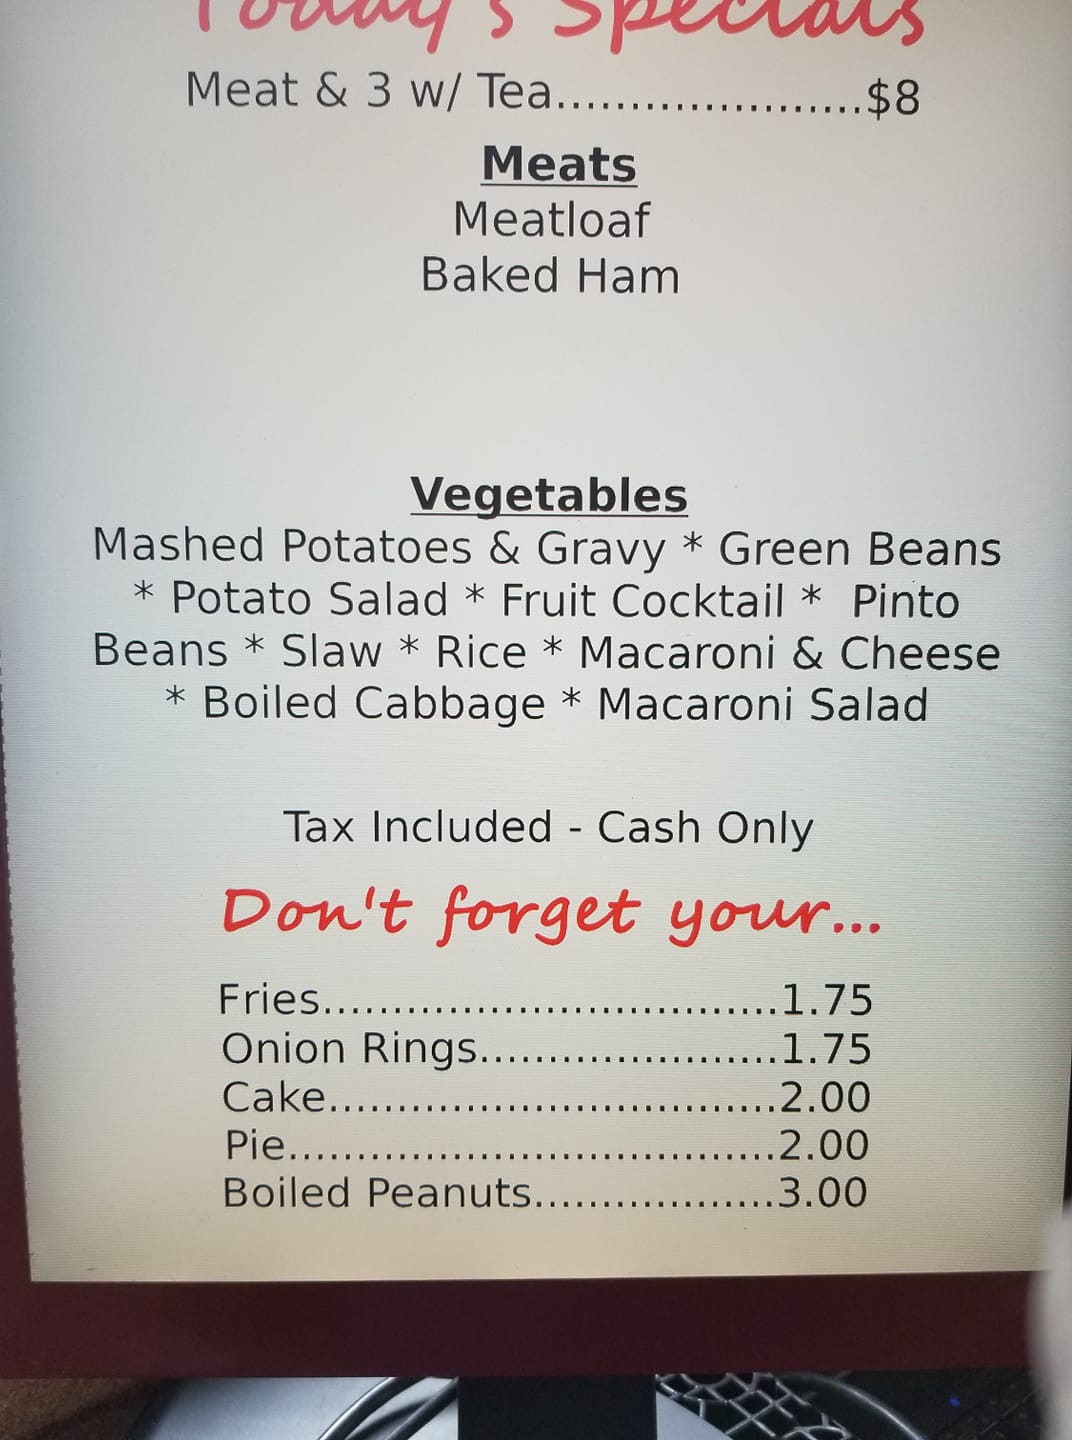 Today's Specials
Meat & 3 w/ Tea.....................$8
Meats
Meatloaf
Baked Ham
Vegetables
Mashed Potatoes & Gravy * Green Beans
* Potato Salad * Fruit Cocktail * Pinto
Beans * Slaw * Rice * Macaroni & Cheese
* Boiled Cabbage * Macaroni Salad
Tax Included - Cash Only
Don't forget your...
Fries..................................1.75
Onion Rings......................1.75
Cake.................................2.00
Pie....................................2.00
Boiled Peanuts..................3.00